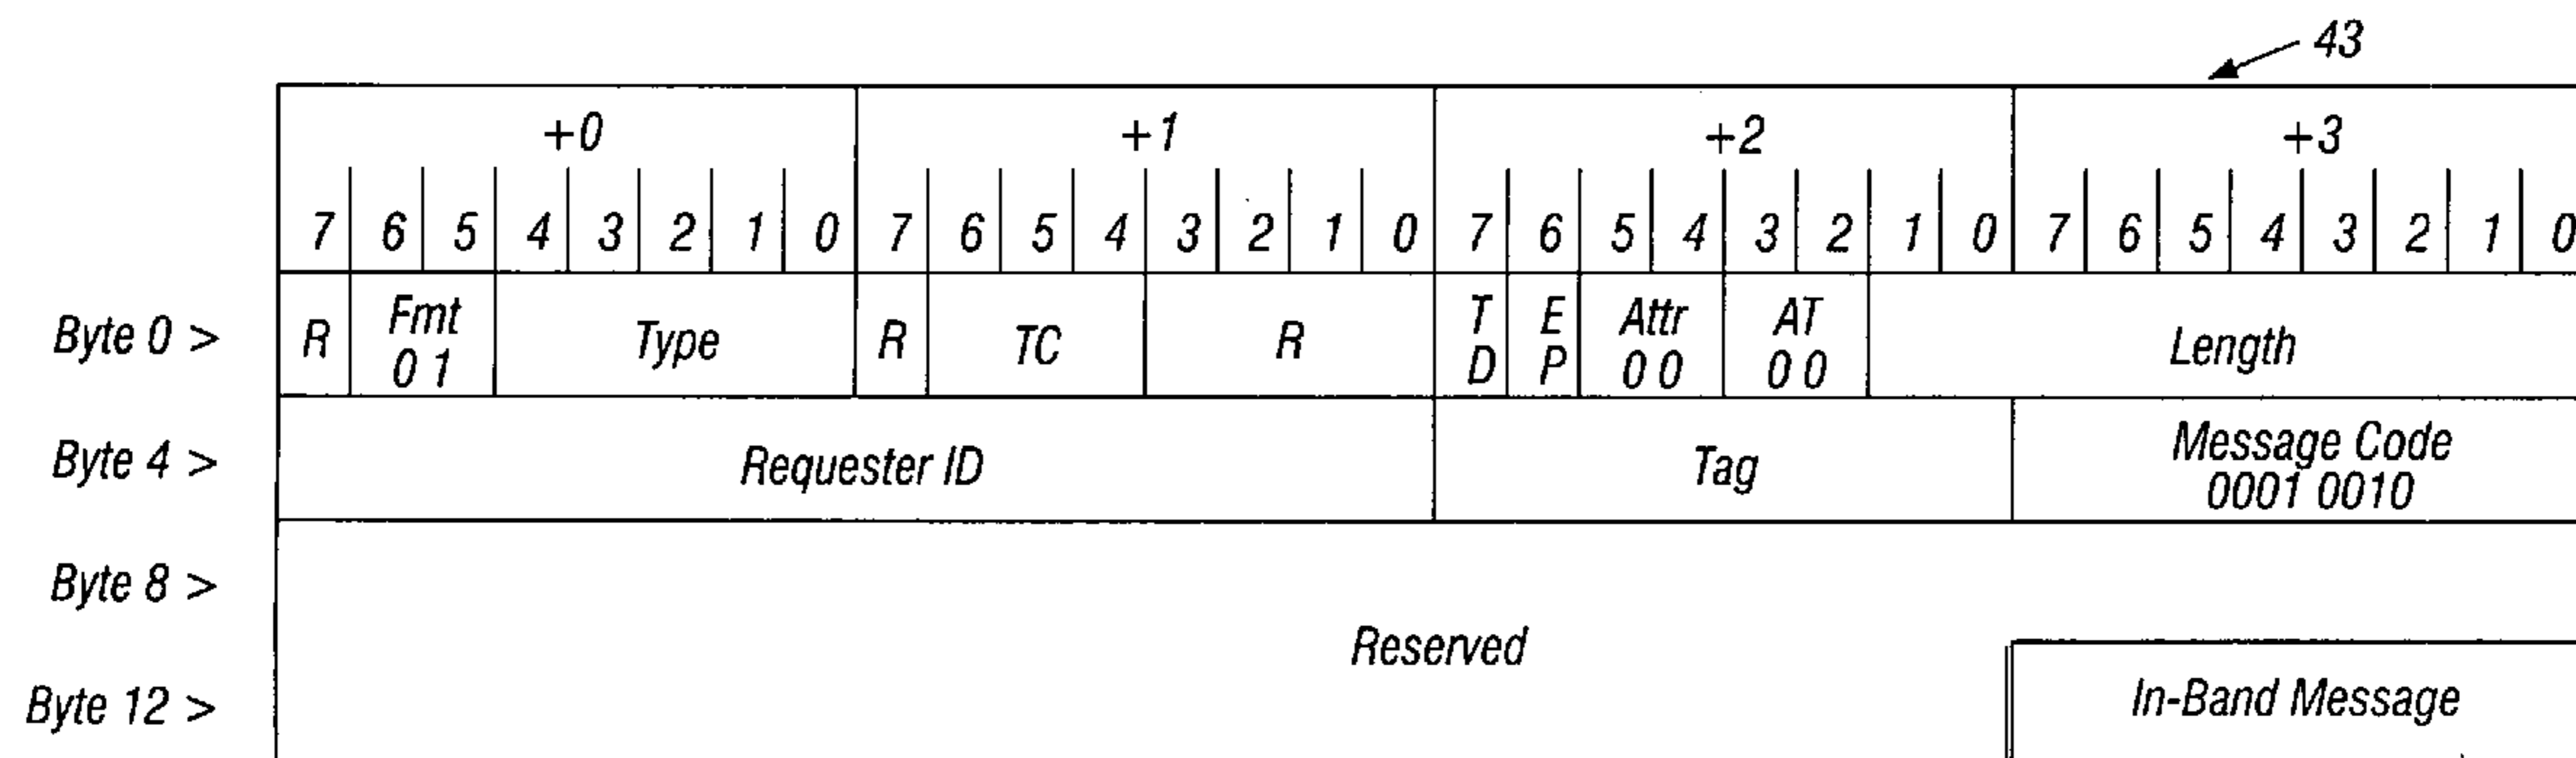 43
+0 +1 +2 +3
7 6 5 4 3 2 1 0 7 6 5 4 3 2 1 0 7 6 5 4 3 2 1 0 7 6 5 4 3 2 1 0
Byte 0 > R Fmt 0 1 Type R TC R T D E P Attr 0 0 AT 0 0 Length
Byte 4 > Requester ID Tag Message Code 0001 0010
Byte 8 >
Reserved
Byte 12 > In-Band Message